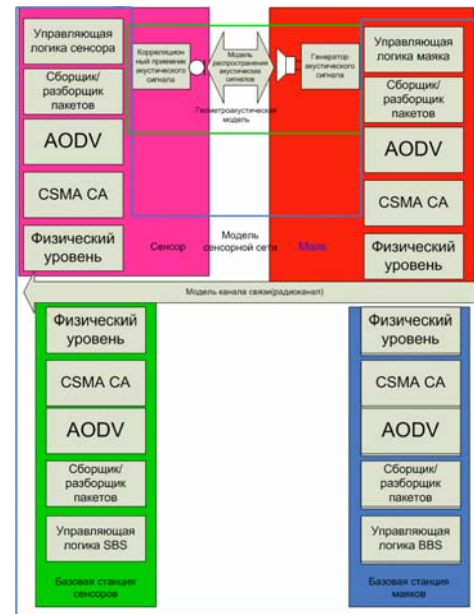 Управляющая
логика сенсора
Сборщик/
разборщик
пакетов
AODV
CSMA CA
Физический
уровень
Корреляцион
ный приемник
акустического
сигнала
Модель
распространения
акустических
сигналов
Геометроакустическая
модель
Генератор
акустического
сигнала
Управляющая
логика маяка
Сборщик/
разборщик
пакетов
AODV
CSMA CA
Физический
уровень
Сенсор
Модель
сенсорной сети
Маяк
Модель канала связи(радиоканал)
Физический
уровень
CSMA CA
AODV
Сборщик/
разборщик
пакетов
Управляющая
логика SBS
Базовая станция
сенсоров
Физический
уровень
CSMA CA
AODV
Сборщик/
разборщик
пакетов
Управляющая
логика BBS
Базовая станция
маяков